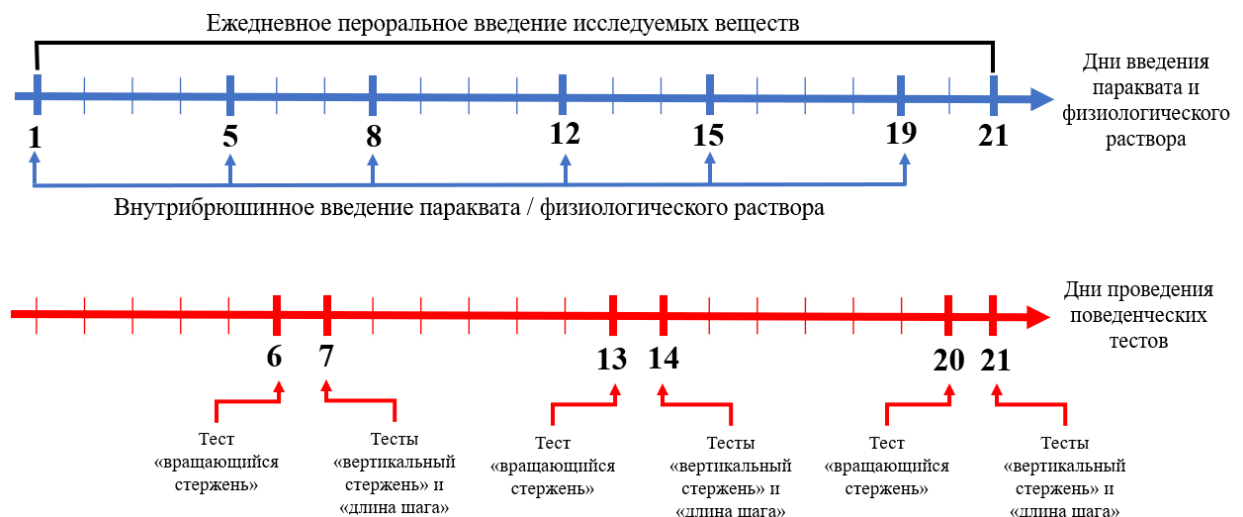 Ежедневное пероральное введение исследуемых веществ
Дни введения
параквата и
физиологического
раствора
1 5 8 12 15 19 21
Внутрибрюшинное введение параквата / физиологического раствора
Дни проведения
поведенческих
тестов
6 7 13 14 20 21
Тест
«вращающийся
стержень»
Тесты
«вертикальный
стержень» и
«длина шага»
Тест
«вращающийся
стержень»
Тесты
«вертикальный
стержень» и
«длина шага»
Тест
«вращающийся
стержень»
Тесты
«вертикальный
стержень» и
«длина шага»